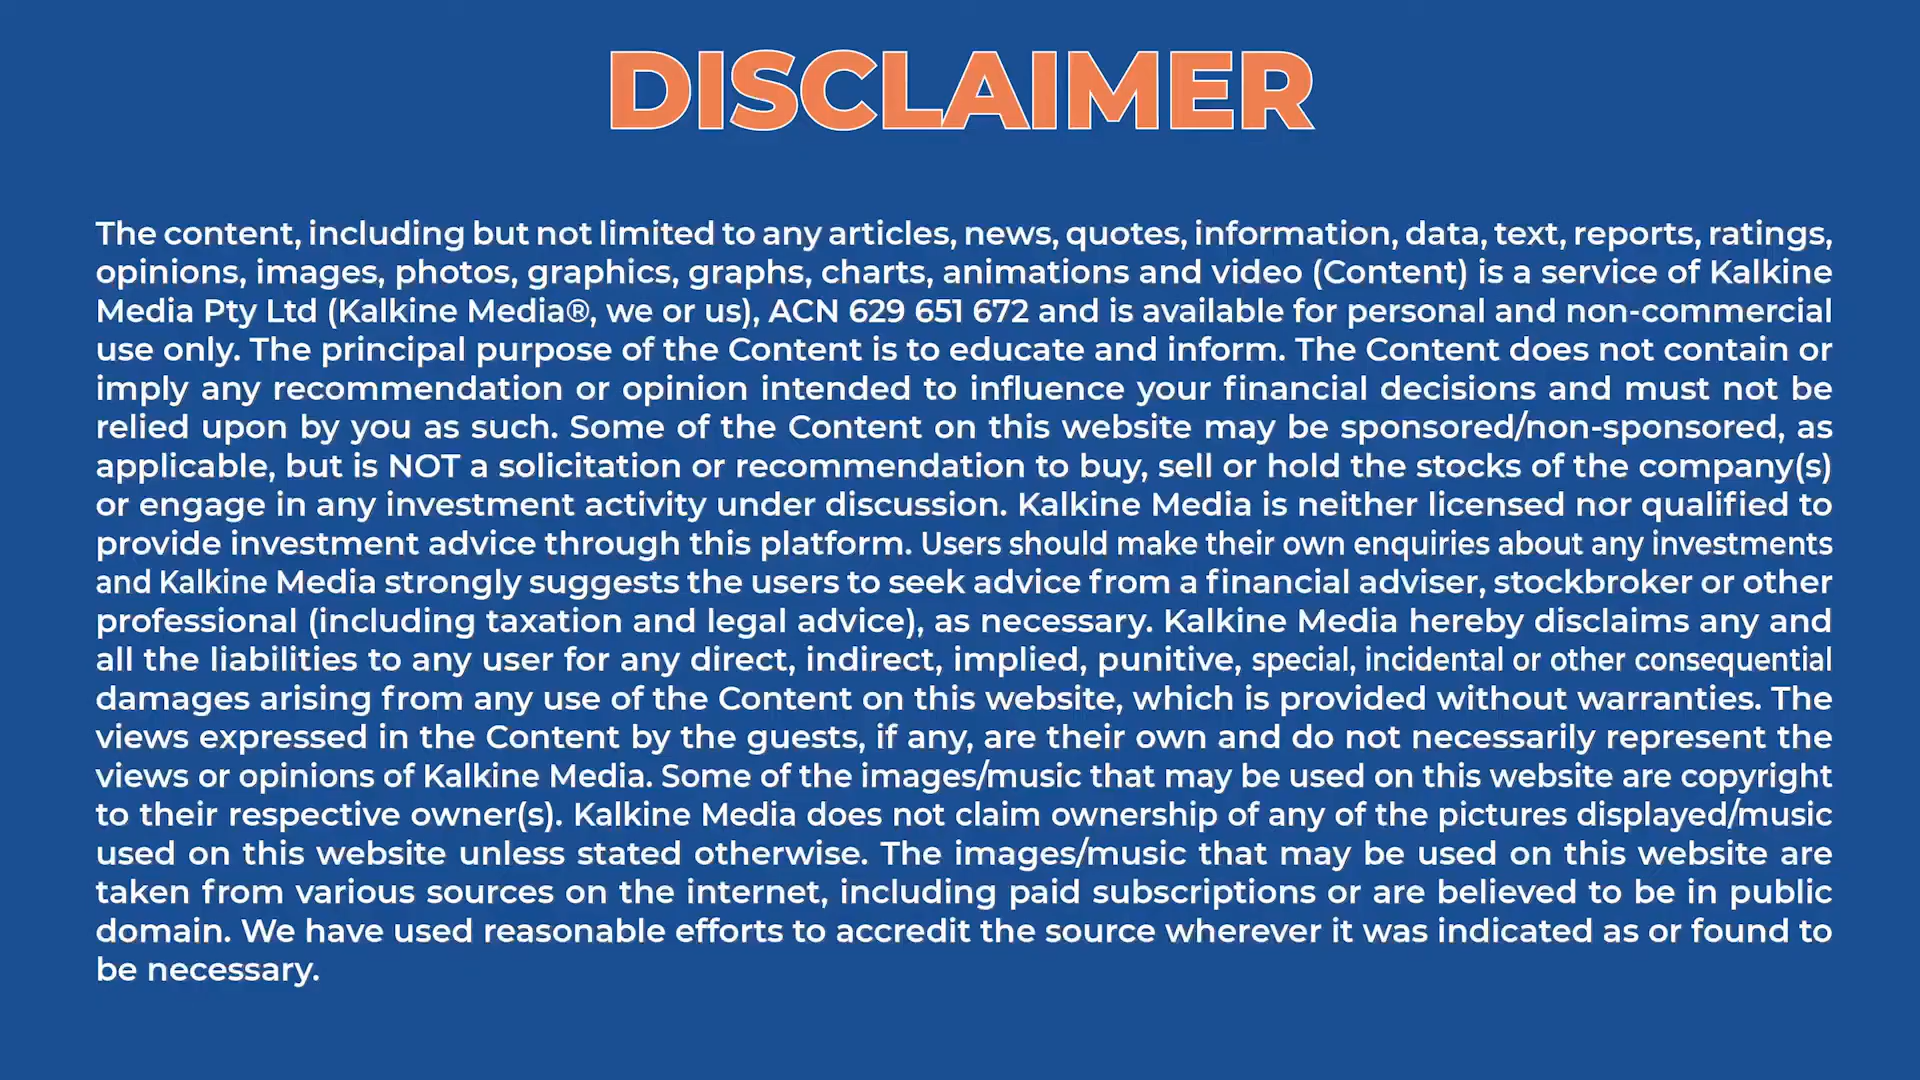 DISCLAIMER
The content, including but not limited to any articles, news, quotes, information, data, text, reports, ratings,
opinions, images, photos, graphics, graphs, charts, animations and video (Content) is a service of Kalkine
Media Pty Ltd (Kalkine Media®, we or us), ACN 629 651 672 and is available for personal and non-commercial
use only. The principal purpose of the Content is to educate and inform. The Content does not contain or
imply any recommendation or opinion intended to influence your financial decisions and must not be
relied upon by you as such. Some of the Content on this website may be sponsored/non-sponsored, as
applicable, but is NOT a solicitation or recommendation to buy, sell or hold the stocks of the company(s)
or engage in any investment activity under discussion. Kalkine Media is neither licensed nor qualified to
provide investment advice through this platform. Users should make their own enquiries about any investments
and Kalkine Media strongly suggests the users to seek advice from a financial adviser, stockbroker or other
professional (including taxation and legal advice), as necessary. Kalkine Media hereby disclaims any and
all the liabilities to any user for any direct, indirect, implied, punitive, special, incidental or other consequential
damages arising from any use of the Content on this website, which is provided without warranties. The
views expressed in the Content by the guests, if any, are their own and do not necessarily represent the
views or opinions of Kalkine Media. Some of the images/music that may be used on this website are copyright
to their respective owner(s). Kalkine Media does not claim ownership of any of the pictures displayed/music
used on this website unless stated otherwise. The images/music that may be used on this website are
taken from various sources on the internet, including paid subscriptions or are believed to be in public
domain. We have used reasonable efforts to accredit the source wherever it was indicated as or found to
be necessary.